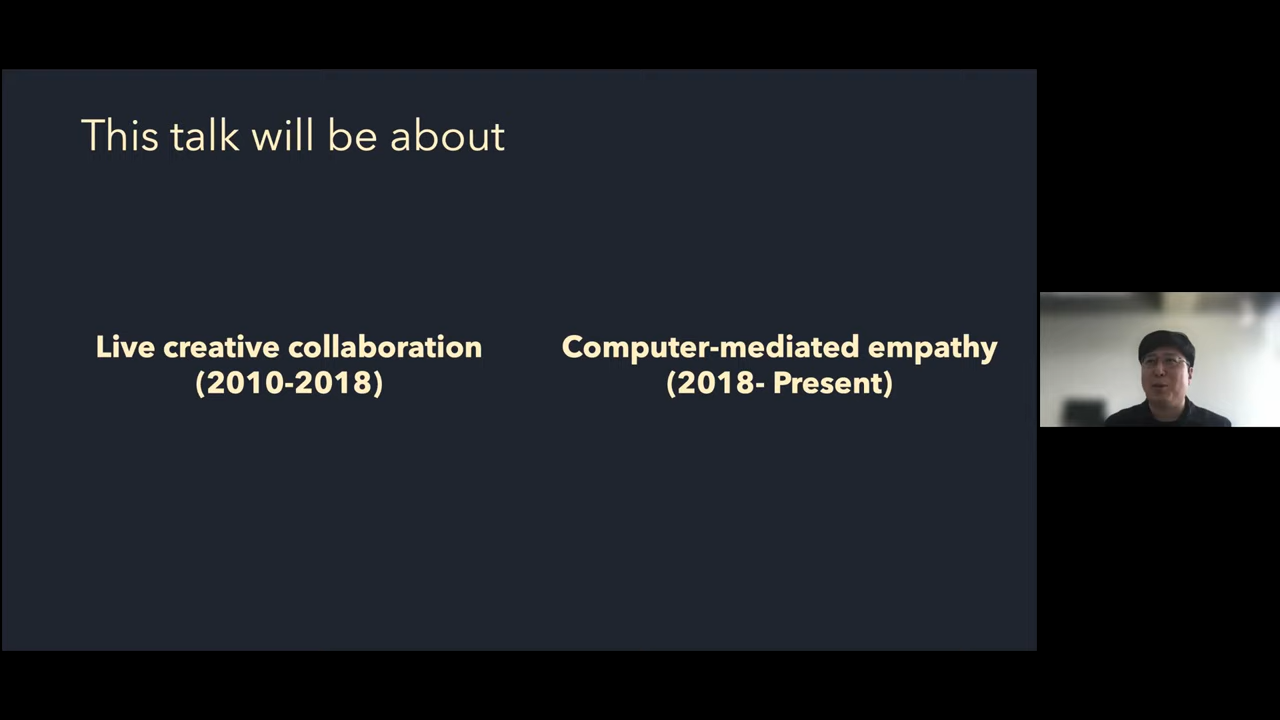 This talk will be about
Live creative collaboration
(2010-2018)
Computer-mediated empathy
(2018- Present)